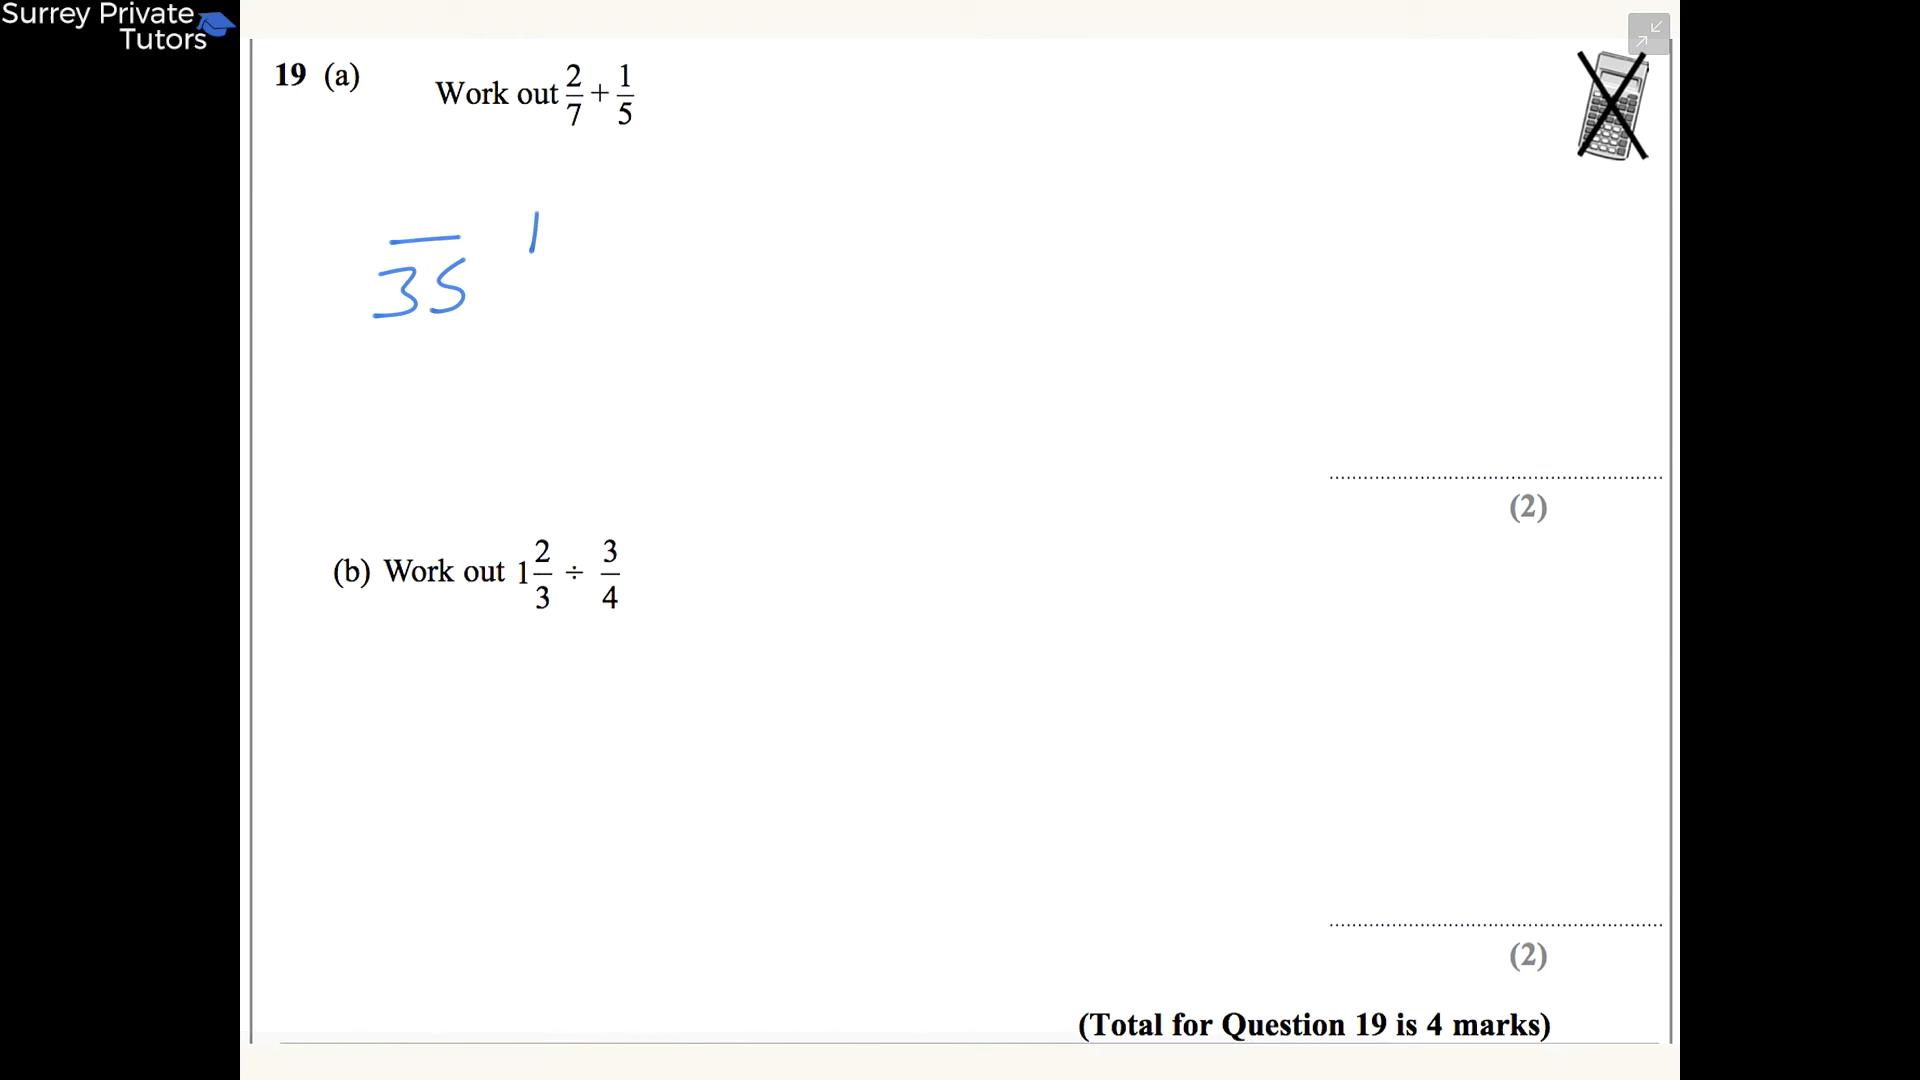 Surrey Private
Tutors
19 (a) Work out 2/7 + 1/5
35 1
(2)
(b) Work out 1 2/3 ÷ 3/4
(2)
(Total for Question 19 is 4 marks)